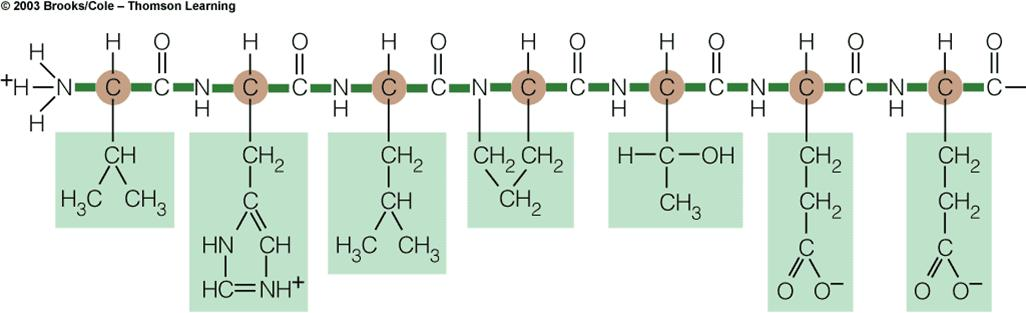 © 2003 Brooks/Cole – Thomson Learning
H H O H O H O H O H O H O H O
+ H N C C N C C N C C N C C N C C N C C N C C
H H H H H H
CH CH2 CH2 CH2 CH2 H C OH CH2 CH2
H3C CH3 C CH CH2 CH3 CH2 CH2
HN CH H3C CH3 C C
HC NH+ O O– O O–